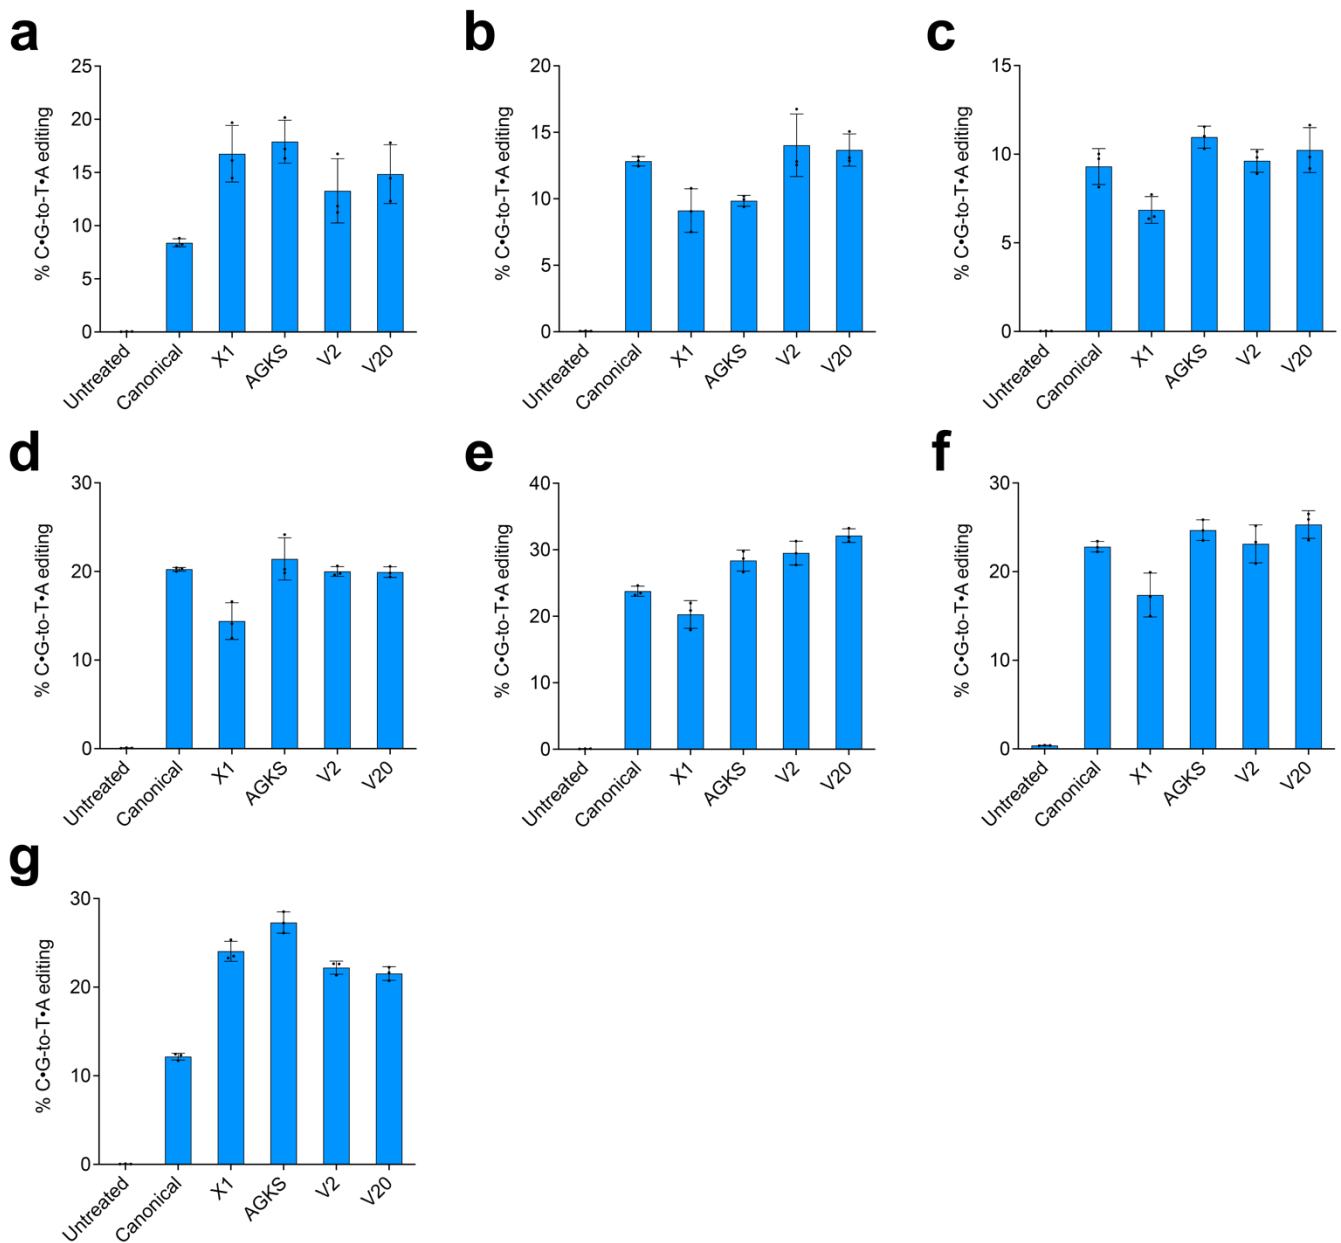 a
% C•G-to-T•A editing
25
20
15
10
5
0
Untreated
Canonical
X1
AGKS
V2
V20
b
% C•G-to-T•A editing
20
15
10
5
0
Untreated
Canonical
X1
AGKS
V2
V20
c
% C•G-to-T•A editing
15
10
5
0
Untreated
Canonical
X1
AGKS
V2
V20
d
% C•G-to-T•A editing
30
20
10
0
Untreated
Canonical
X1
AGKS
V2
V20
e
% C•G-to-T•A editing
40
30
20
10
0
Untreated
Canonical
X1
AGKS
V2
V20
f
% C•G-to-T•A editing
30
20
10
0
Untreated
Canonical
X1
AGKS
V2
V20
g
% C•G-to-T•A editing
30
20
10
0
Untreated
Canonical
X1
AGKS
V2
V20